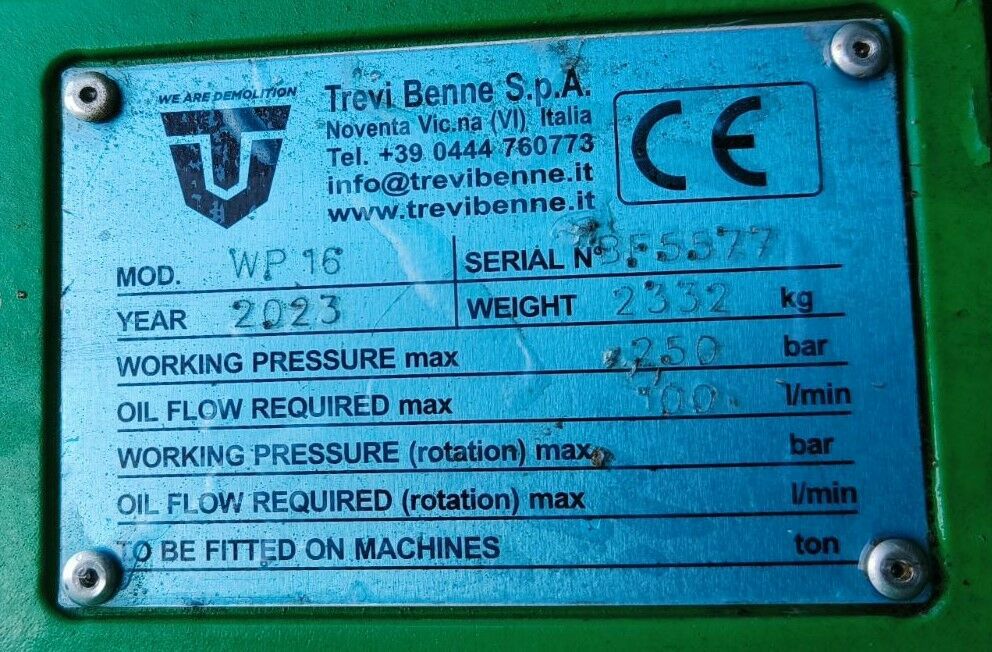 WE ARE DEMOLITION
Trevi Benne S.p.A.
Noventa Vic.na (VI) Italia
Tel. +39 0444 760773
info@trevibenne.it
www.trevibenne.it
CE
MOD. WP 16 SERIAL N°
YEAR 2023 WEIGHT 2332 kg
WORKING PRESSURE max 250 bar
OIL FLOW REQUIRED max l/min
WORKING PRESSURE (rotation) max bar
OIL FLOW REQUIRED (rotation) max l/min
TO BE FITTED ON MACHINES ton